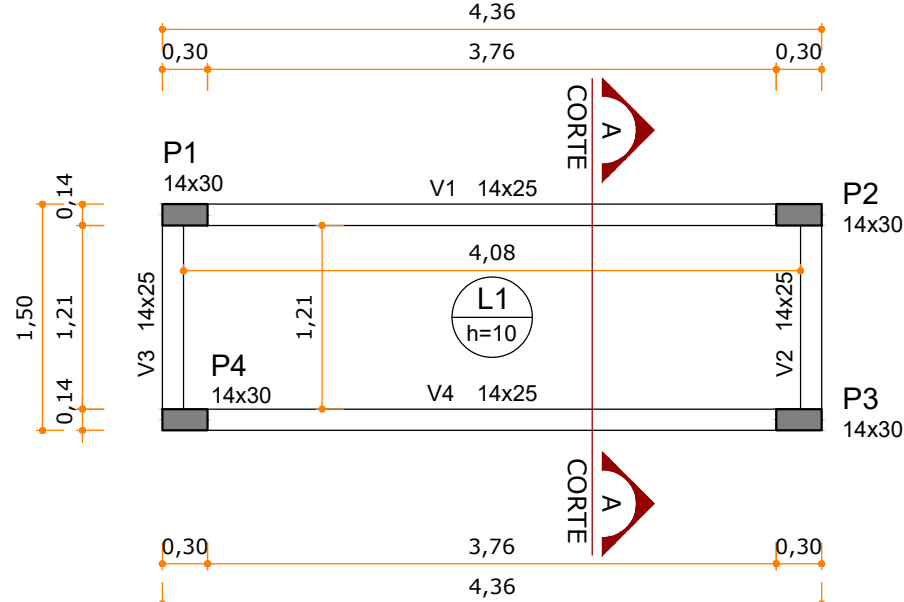 4,36
0,30
3,76
0,30
CORTE
A
P1
14x30
V1 14x25
P2
14x30
0,14
1,50
1,21
0,14
V3 14x25
4,08
1,21
L1
h=10
V2 14x25
P4
14x30
V4 14x25
P3
14x30
CORTE
A
0,30
3,76
0,30
4,36